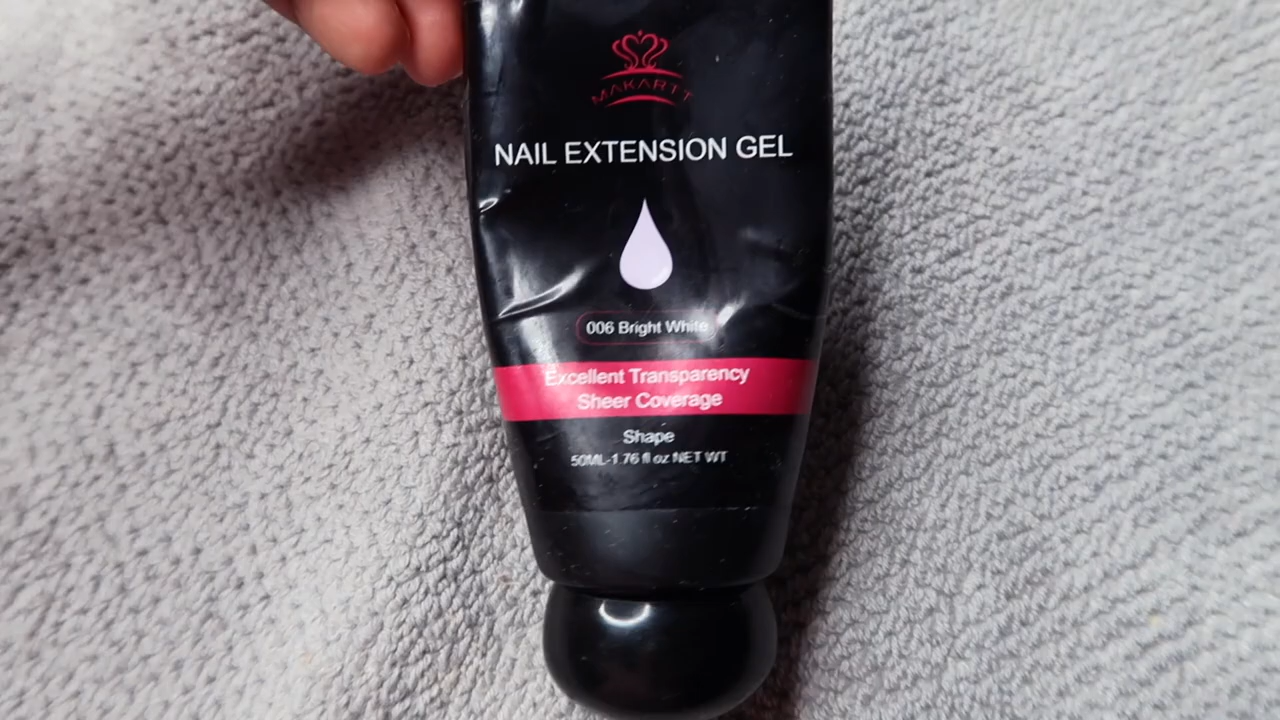 MAKARTT
NAIL EXTENSION GEL
006 Bright White
Excellent Transparency
Sheer Coverage
Shape
50ML-1.76 fl oz NET WT